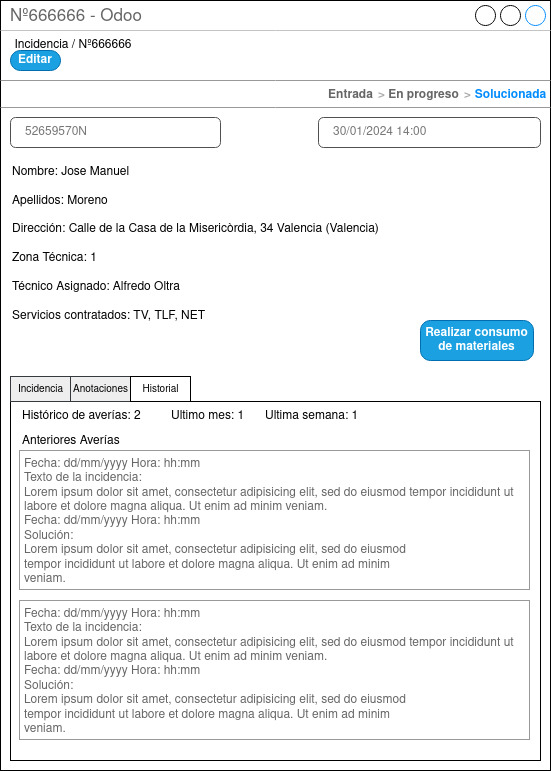 Nº666666 - Odoo
Incidencia / Nº666666
Editar
Entrada > En progreso > Solucionada
52659570N
30/01/2024 14:00
Nombre: Jose Manuel
Apellidos: Moreno
Dirección: Calle de la Casa de la Misericòrdia, 34 Valencia (Valencia)
Zona Técnica: 1
Técnico Asignado: Alfredo Oltra
Servicios contratados: TV, TLF, NET
Realizar consumo
de materiales
Incidencia Anotaciones Historial
Histórico de averías: 2 Ultimo mes: 1 Ultima semana: 1
Anteriores Averías
Fecha: dd/mm/yyyy Hora: hh:mm
Texto de la incidencia:
Lorem ipsum dolor sit amet, consectetur adipisicing elit, sed do eiusmod tempor incididunt ut
labore et dolore magna aliqua. Ut enim ad minim veniam.
Fecha: dd/mm/yyyy Hora: hh:mm
Solución:
Lorem ipsum dolor sit amet, consectetur adipisicing elit, sed do eiusmod
tempor incididunt ut labore et dolore magna aliqua. Ut enim ad minim
veniam.
Fecha: dd/mm/yyyy Hora: hh:mm
Texto de la incidencia:
Lorem ipsum dolor sit amet, consectetur adipisicing elit, sed do eiusmod tempor incididunt ut
labore et dolore magna aliqua. Ut enim ad minim veniam.
Fecha: dd/mm/yyyy Hora: hh:mm
Solución:
Lorem ipsum dolor sit amet, consectetur adipisicing elit, sed do eiusmod
tempor incididunt ut labore et dolore magna aliqua. Ut enim ad minim
veniam.